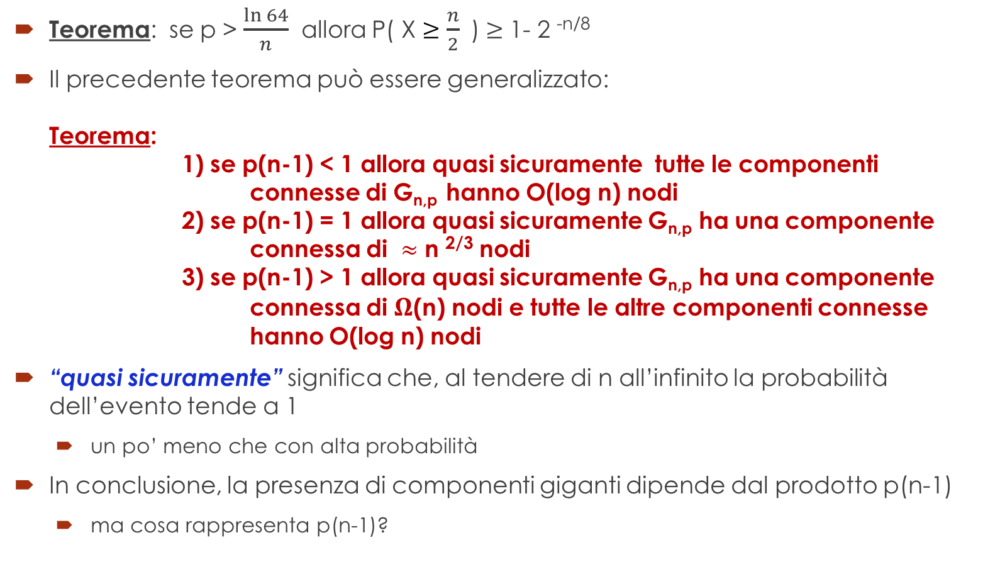 Teorema: se p > ln 64 / n allora P( X ≥ n/2 ) ≥ 1- 2 -n/8
Il precedente teorema può essere generalizzato:
Teorema:
1) se p(n-1) < 1 allora quasi sicuramente tutte le componenti
connesse di Gn,p hanno O(log n) nodi
2) se p(n-1) = 1 allora quasi sicuramente Gn,p ha una componente
connessa di ≈ n 2/3 nodi
3) se p(n-1) > 1 allora quasi sicuramente Gn,p ha una componente
connessa di Ω(n) nodi e tutte le altre componenti connesse
hanno O(log n) nodi
“quasi sicuramente” significa che, al tendere di n all’infinito la probabilità
dell’evento tende a 1
un po’ meno che con alta probabilità
In conclusione, la presenza di componenti giganti dipende dal prodotto p(n-1)
ma cosa rappresenta p(n-1)?